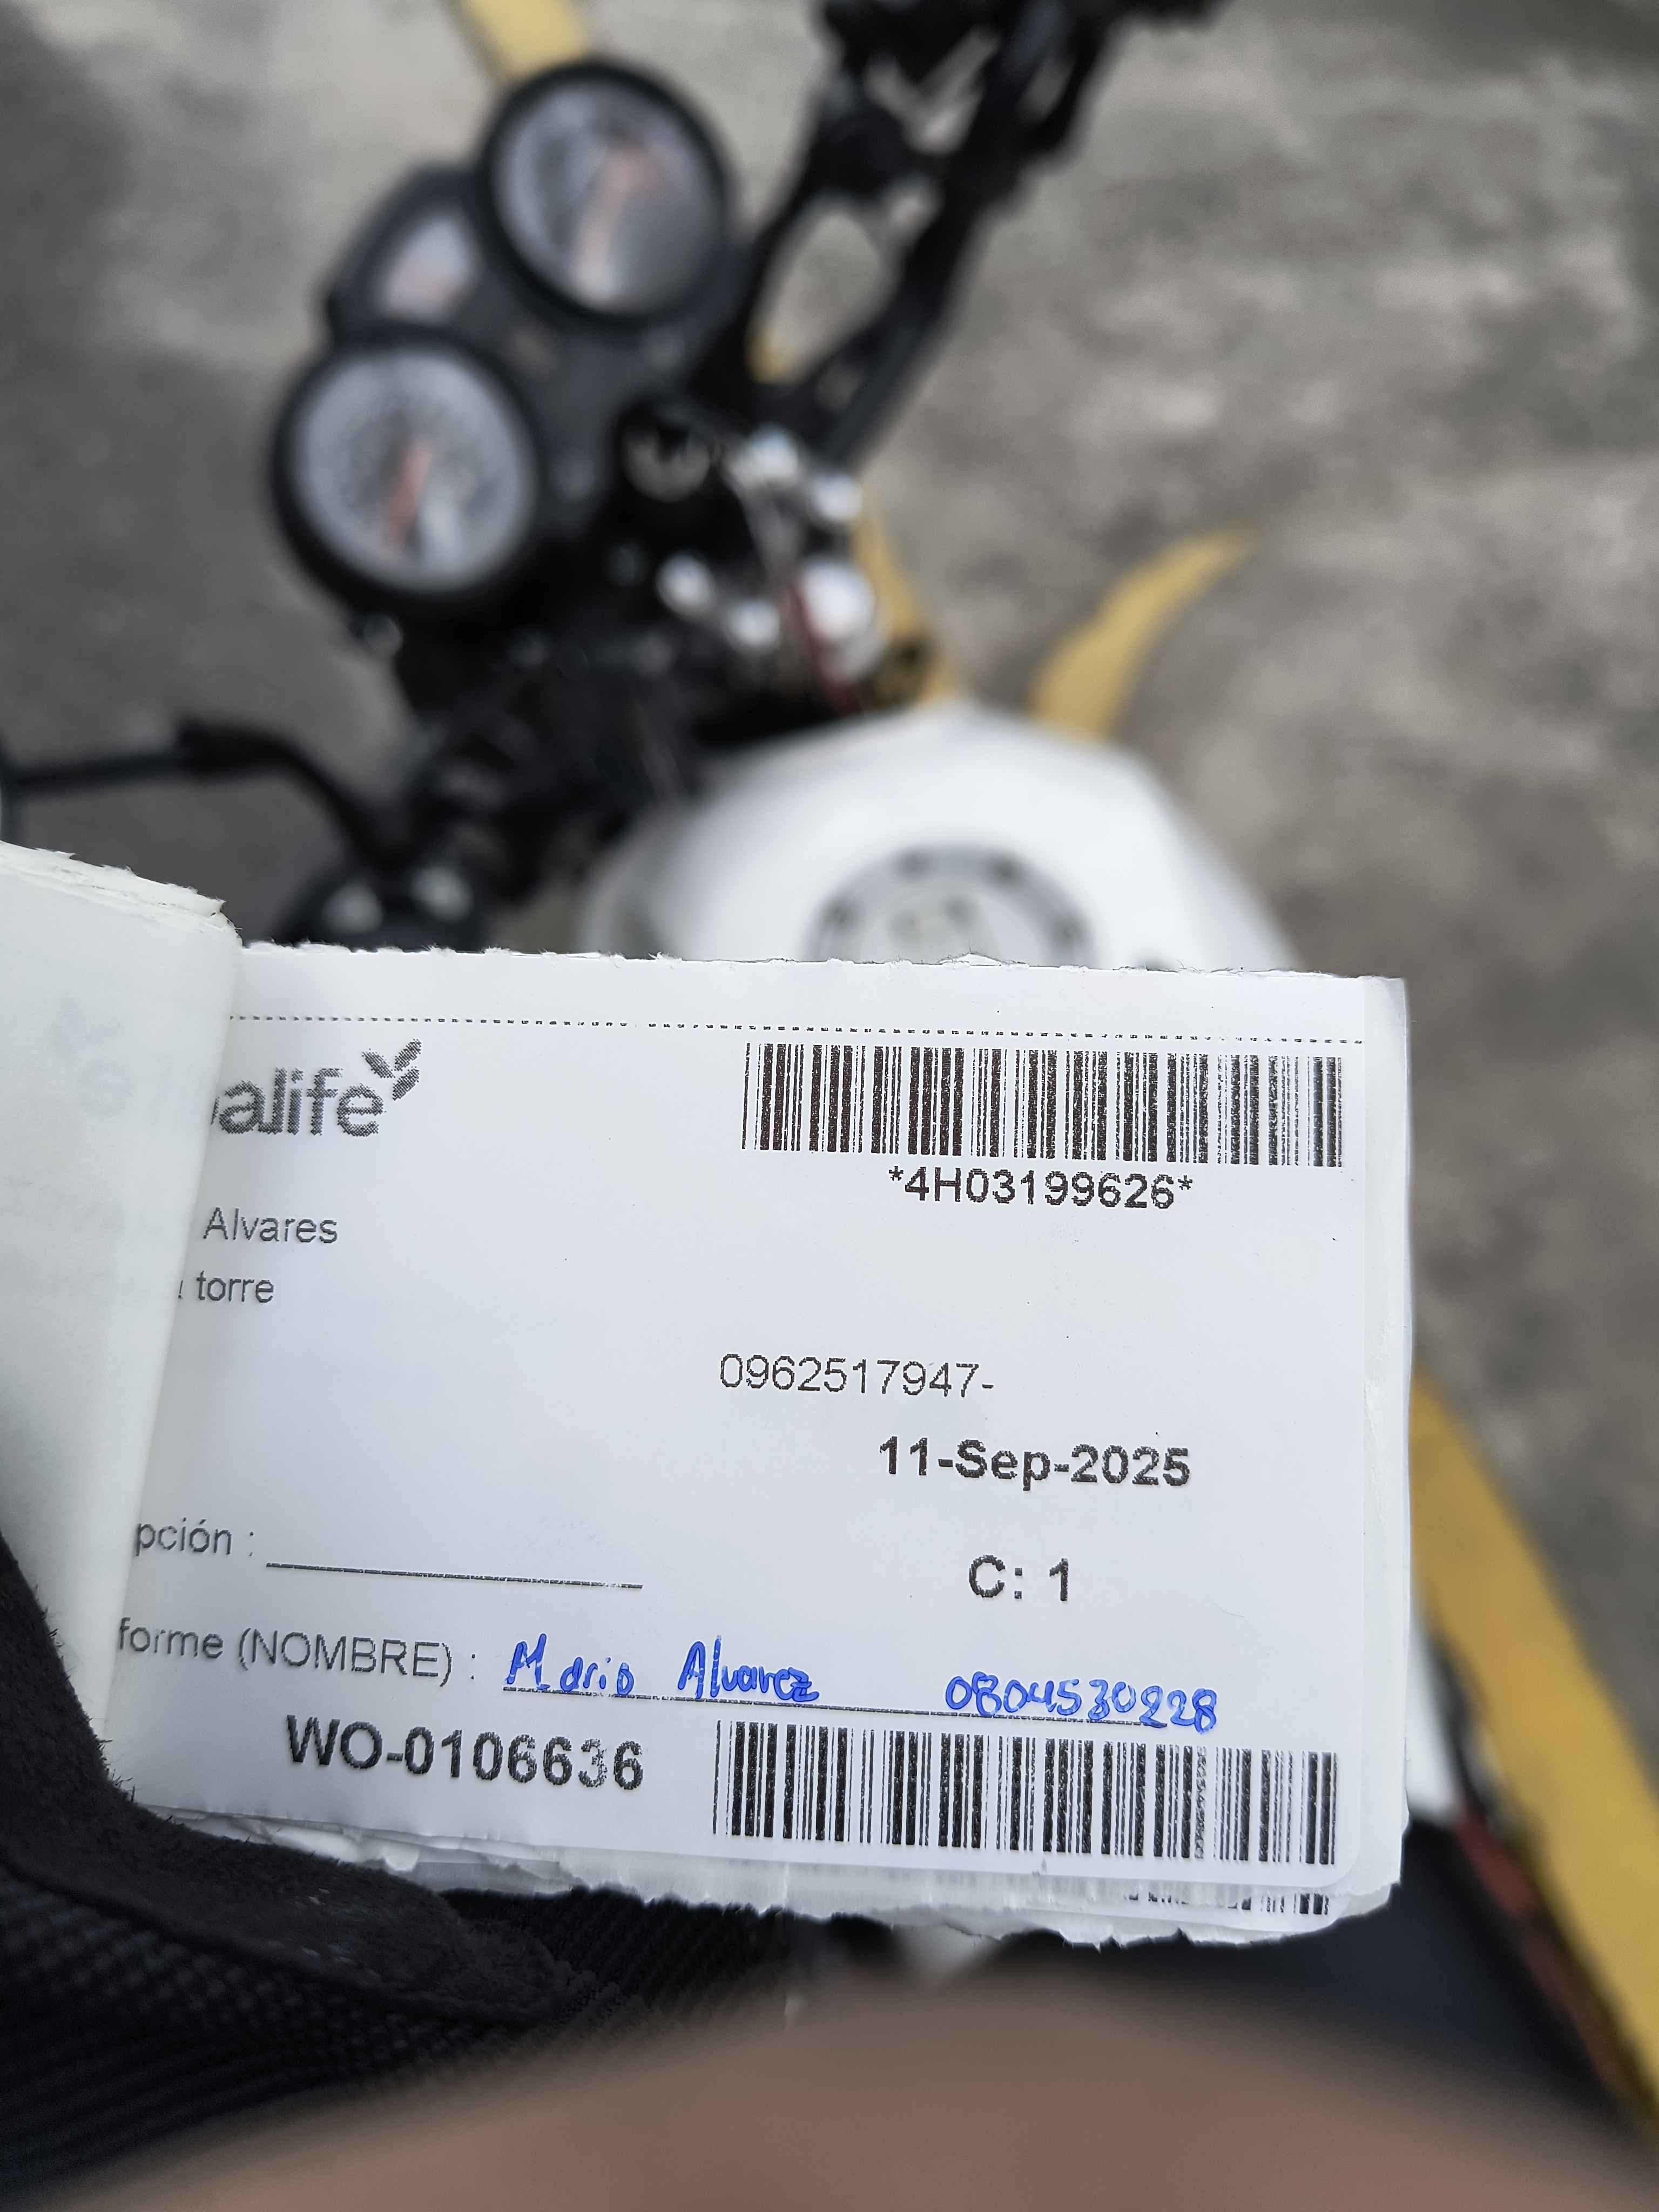 alife
*4H03199626*
Alvares
torre
0962517947-
11-Sep-2025
pción :
C: 1
forme (NOMBRE) : Mario Alvarez 0804530228
WO-0106636